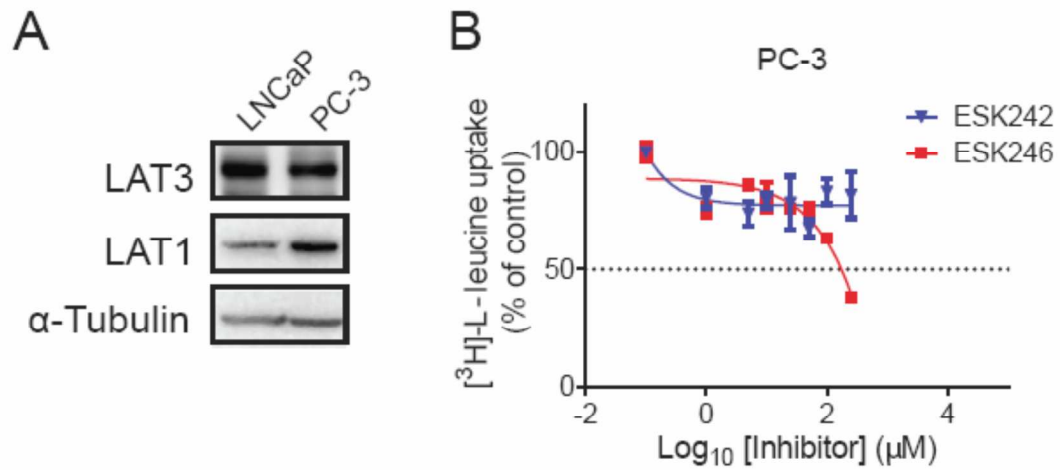 A
LNCaP
PC-3
LAT3
LAT1
α-Tubulin
B
PC-3
[³H]-L-leucine uptake
(% of control)
100
50
0
-2
0
2
4
Log₁₀ [Inhibitor] (μM)
ESK242
ESK246